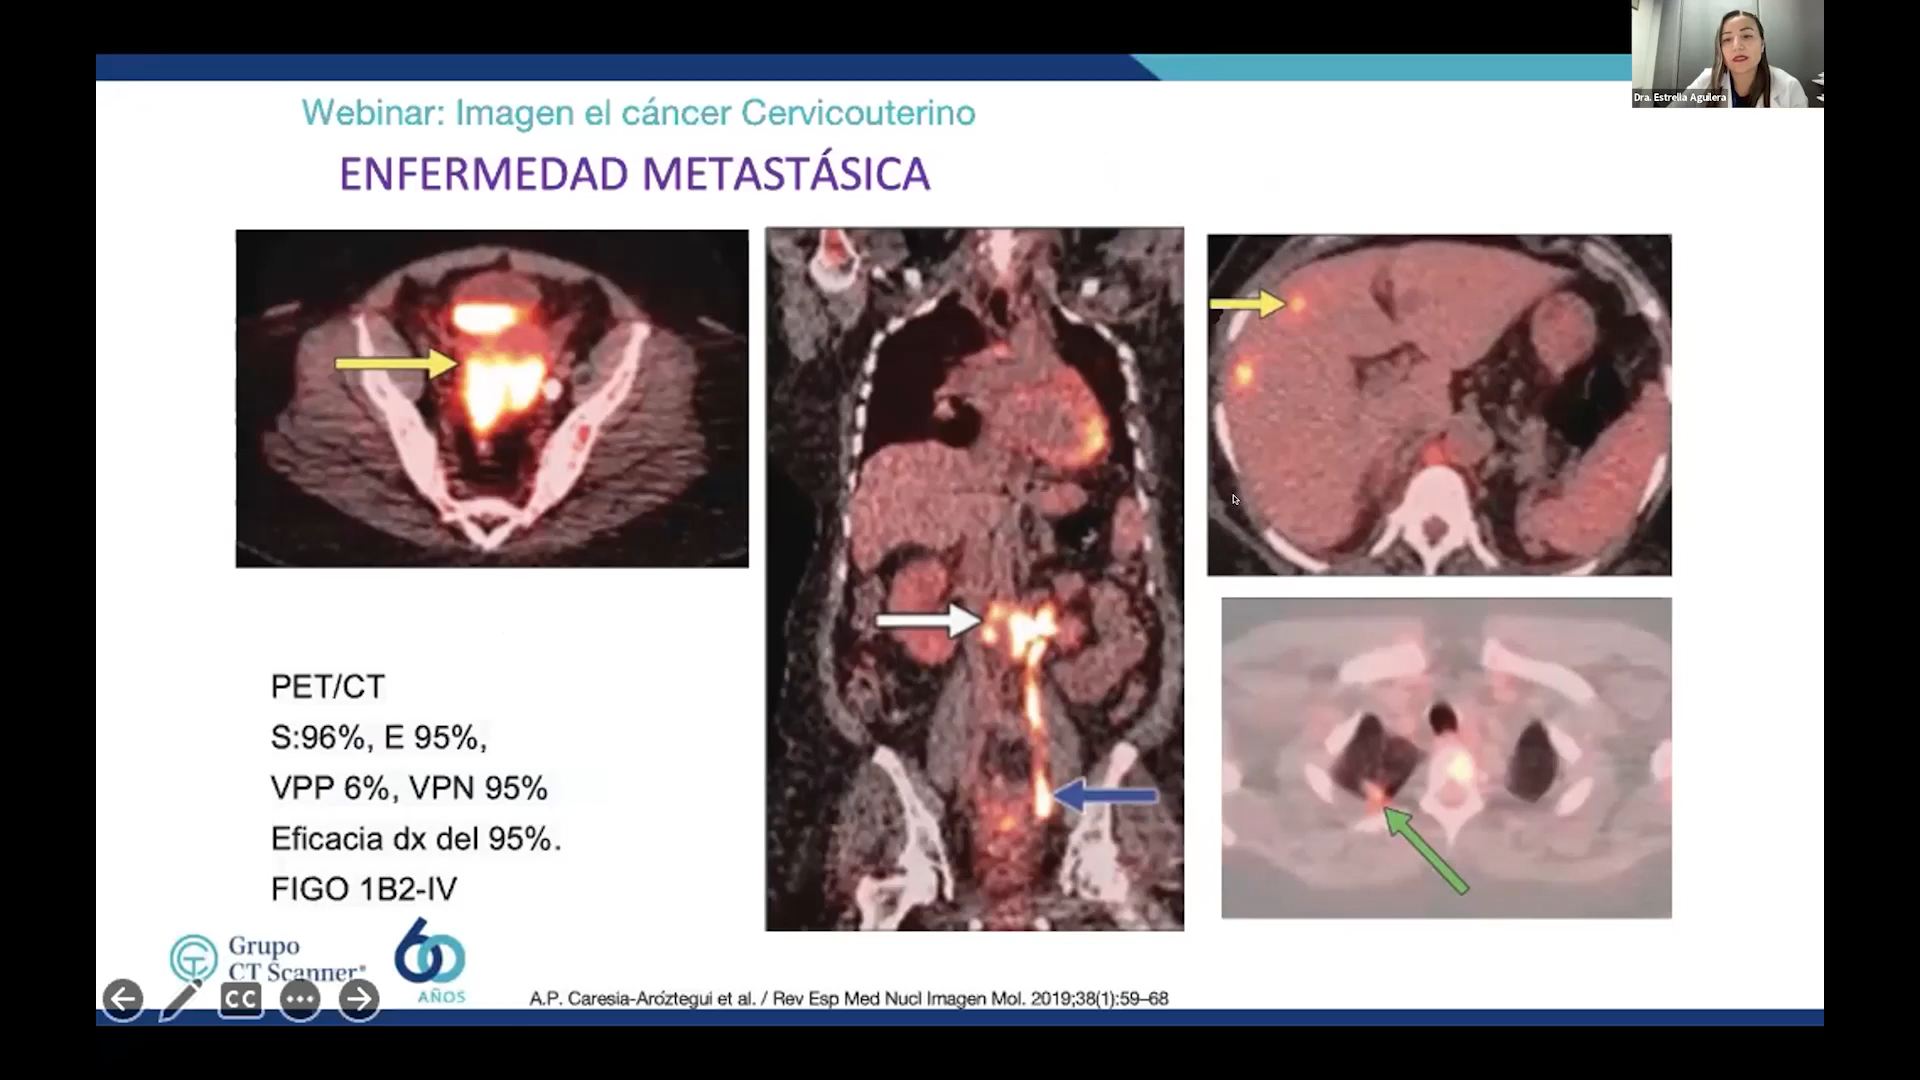 Dra. Estrella Aguilera
Webinar: Imagen el cáncer Cervicouterino
ENFERMEDAD METASTÁSICA
PET/CT
S:96%, E 95%,
VPP 6%, VPN 95%
Eficacia dx del 95%.
FIGO 1B2-IV
Grupo
CT Scanner®
60
AÑOS
CC
A.P. Caresia-Aróztegui et al. / Rev Esp Med Nucl Imagen Mol. 2019;38(1):59–68